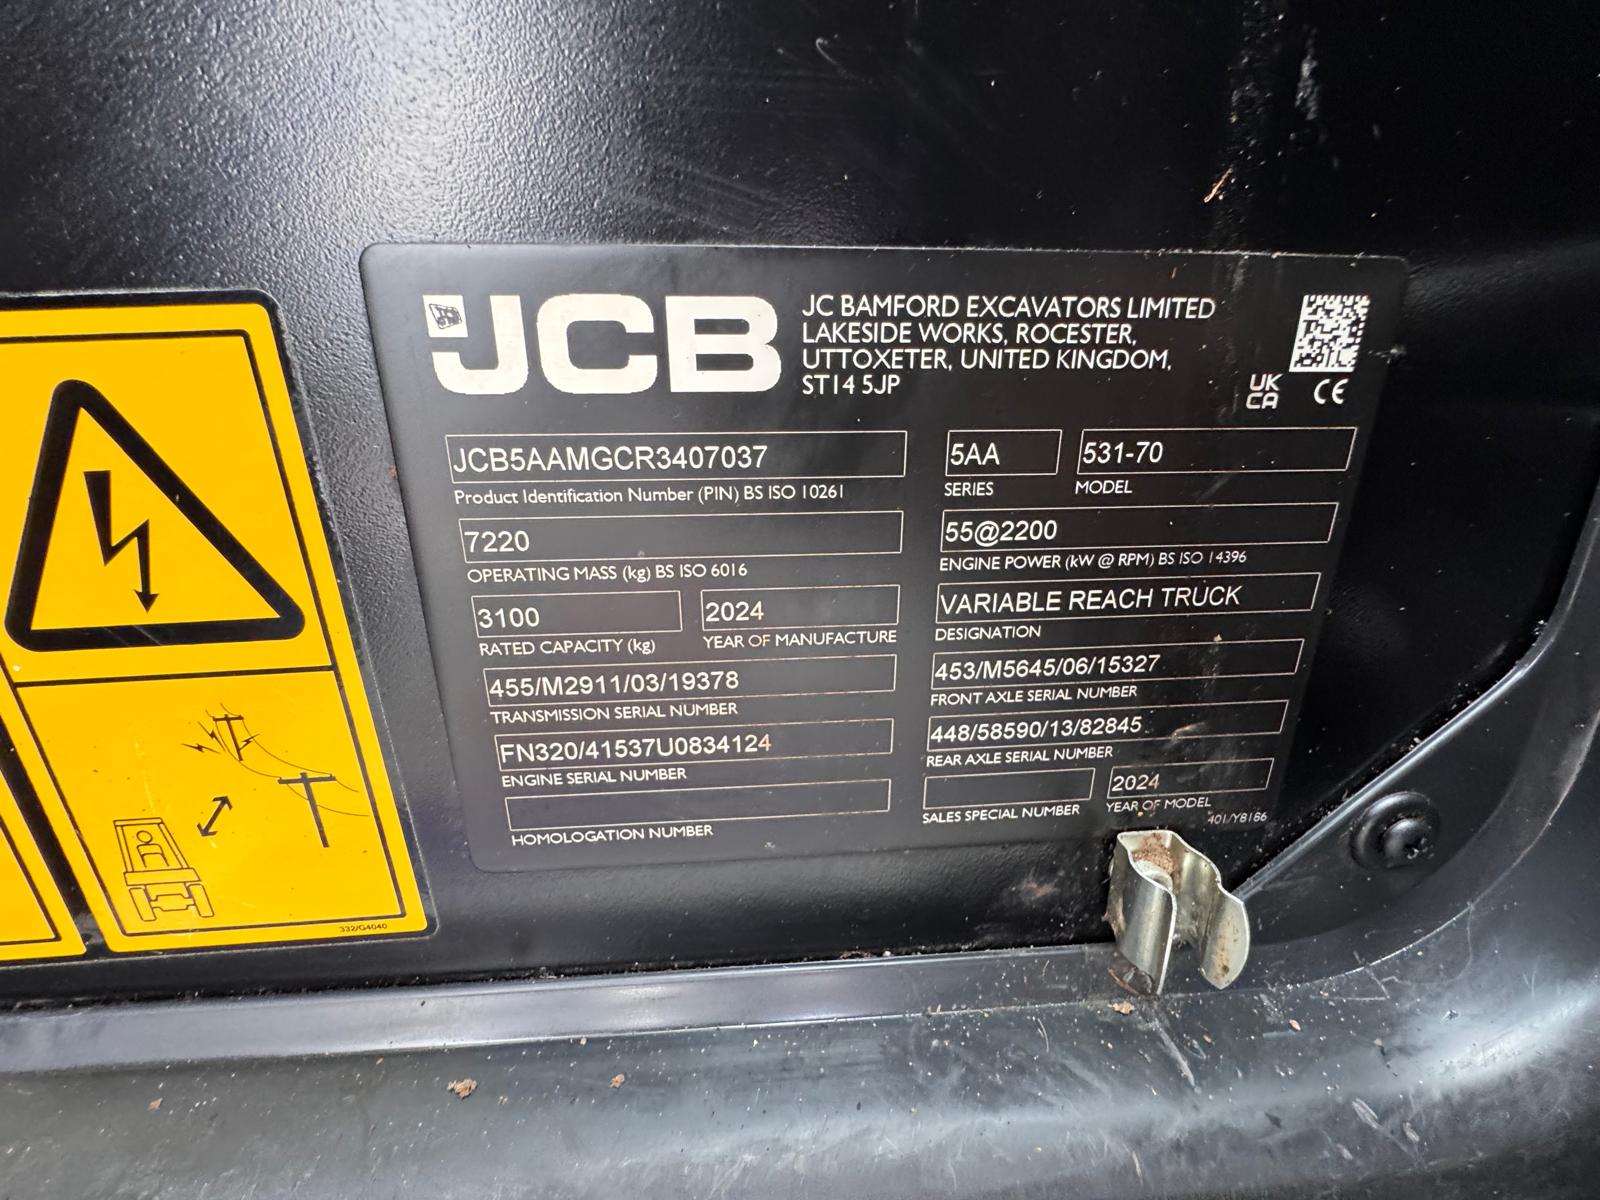 JCB
JC BAMFORD EXCAVATORS LIMITED
LAKESIDE WORKS, ROCESTER,
UTTOXETER, UNITED KINGDOM,
ST14 5JP
UK
CA
CE
JCB5AAMGCR3407037
Product Identification Number (PIN) BS ISO 10261
5AA
SERIES
531-70
MODEL
7220
OPERATING MASS (kg) BS ISO 6016
55@2200
ENGINE POWER (kW @ RPM) BS ISO 14396
3100
RATED CAPACITY (kg)
2024
YEAR OF MANUFACTURE
VARIABLE REACH TRUCK
DESIGNATION
455/M2911/03/19378
TRANSMISSION SERIAL NUMBER
453/M5645/06/15327
FRONT AXLE SERIAL NUMBER
FN320/41537U0834124
ENGINE SERIAL NUMBER
448/58590/13/82845
REAR AXLE SERIAL NUMBER
HOMOLOGATION NUMBER
SALES SPECIAL NUMBER
2024
YEAR OF MODEL
401/Y8186
332/G4040